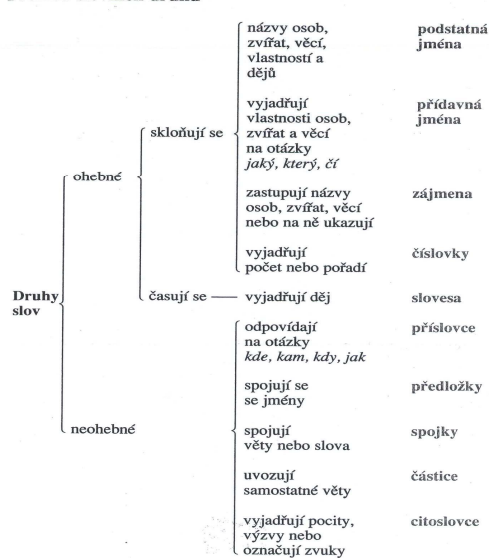 názvy osob, podstatná
zvířat, věcí, jména
vlastností a
dějů
vyjadřují přídavná
vlastnosti osob, jména
skloňují se zvířat a věcí
na otázky
jaký, který, čí
ohebné
zastupují názvy zájmena
osob, zvířat, věcí
nebo na ně ukazují
vyjadřují číslovky
počet nebo pořadí
Druhy časují se vyjadřují děj slovesa
slov
odpovídají příslovce
na otázky
kde, kam, kdy, jak
spojují se předložky
se jmény
neohebné spojují spojky
věty nebo slova
uvozují částice
samostatné věty
vyjadřují pocity, citoslovce
výzvy nebo
označují zvuky